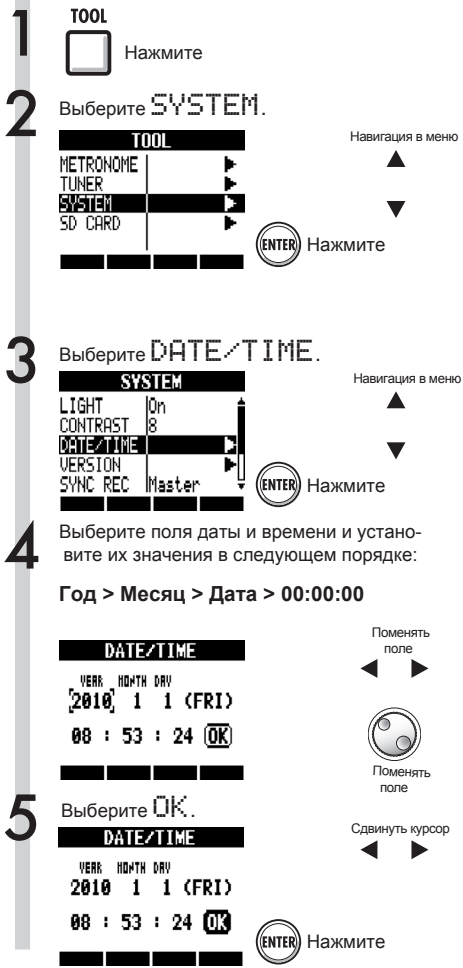 1
TOOL
Нажмите
2
Выберите SYSTEM.
TOOL
METRONOME
TUNER
SYSTEM
SD CARD
Навигация в меню
ENTER Нажмите
3
Выберите DATE/TIME.
SYSTEM
LIGHT On
CONTRAST 8
DATE/TIME
VERSION
SYNC REC Master
Навигация в меню
ENTER Нажмите
4
Выберите поля даты и времени и устано-
вите их значения в следующем порядке:
Год > Месяц > Дата > 00:00:00
DATE/TIME
YEAR MONTH DAY
2010 1 1 (FRI)
08 : 53 : 24 OK
Поменять
поле
Поменять
поле
5
Выберите OK.
DATE/TIME
YEAR MONTH DAY
2010 1 1 (FRI)
08 : 53 : 24 OK
Сдвинуть курсор
ENTER Нажмите